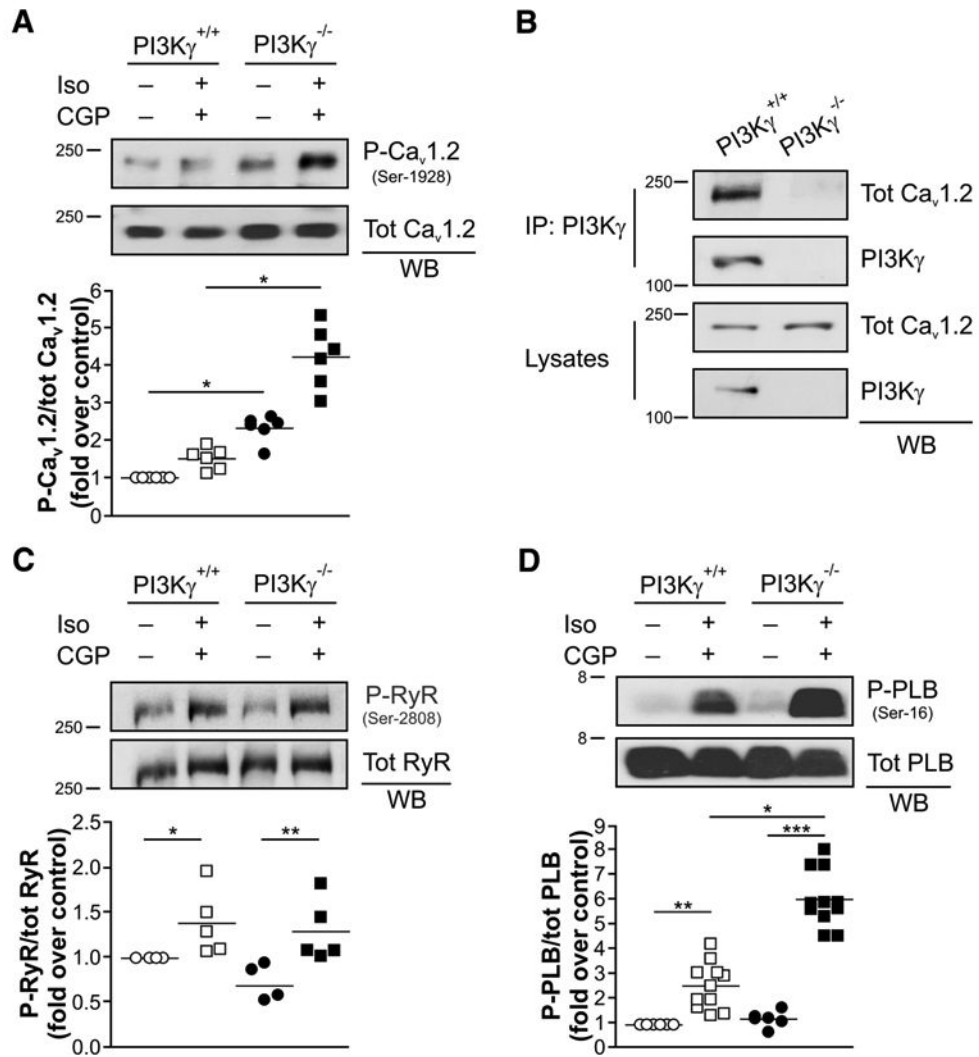 A
PI3Kγ+/+ PI3Kγ-/-
Iso – + – +
CGP – + – +
250
P-Cav1.2
(Ser-1928)
250
Tot Cav1.2
WB
P-Cav1.2/tot Cav1.2
(fold over control)
6
5
4
3
2
1
0
*
*
B
PI3Kγ+/+ PI3Kγ-/-
IP: PI3Kγ
250
Tot Cav1.2
100
PI3Kγ
Lysates
250
Tot Cav1.2
100
PI3Kγ
WB
C
PI3Kγ+/+ PI3Kγ-/-
Iso – + – +
CGP – + – +
250
P-RyR
(Ser-2808)
250
Tot RyR
WB
P-RyR/tot RyR
(fold over control)
2.5
2.0
1.5
1.0
0.5
0.0
*
**
D
PI3Kγ+/+ PI3Kγ-/-
Iso – + – +
CGP – + – +
8
P-PLB
(Ser-16)
8
Tot PLB
WB
P-PLB/tot PLB
(fold over control)
9
8
7
6
5
4
3
2
1
0
**
*
***